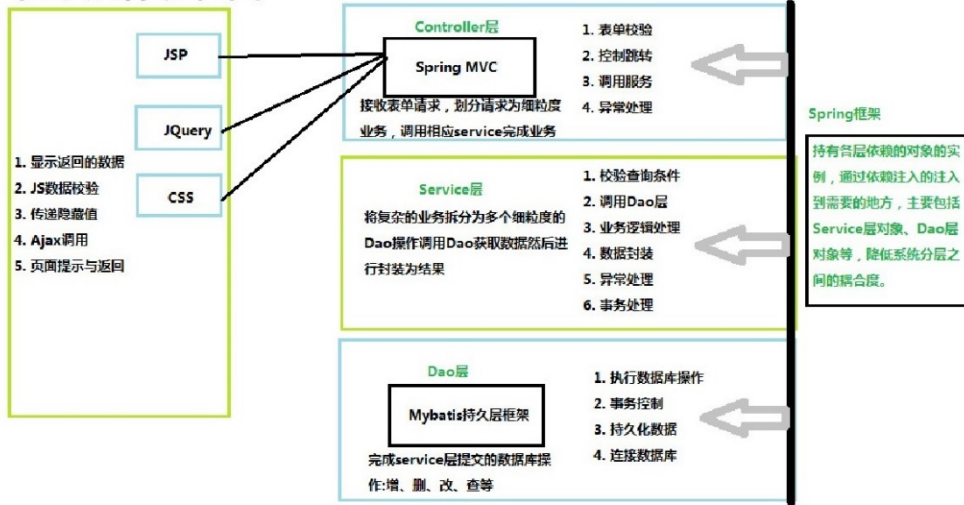 JSP
JQuery
CSS
1. 显示返回的数据
2. JS数据校验
3. 传递隐藏值
4. Ajax调用
5. 页面提示与返回
Controller层
Spring MVC
接收表单请求，划分请求为细粒度
业务，调用相应service完成业务
1. 表单校验
2. 控制跳转
3. 调用服务
4. 异常处理
Service层
将复杂的业务拆分为多个细粒度的
Dao操作调用Dao获取数据然后进
行封装为结果
1. 校验查询条件
2. 调用Dao层
3. 业务逻辑处理
4. 数据封装
5. 异常处理
6. 事务处理
Dao层
Mybatis持久层框架
完成service层提交的数据库操
作:增、删、改、查等
1. 执行数据库操作
2. 事务控制
3. 持久化数据
4. 连接数据库
Spring框架
持有各层依赖的对象的实
例，通过依赖注入的注入
到需要的地方，主要包括
Service层对象、Dao层
对象等，降低系统分层之
间的耦合度。